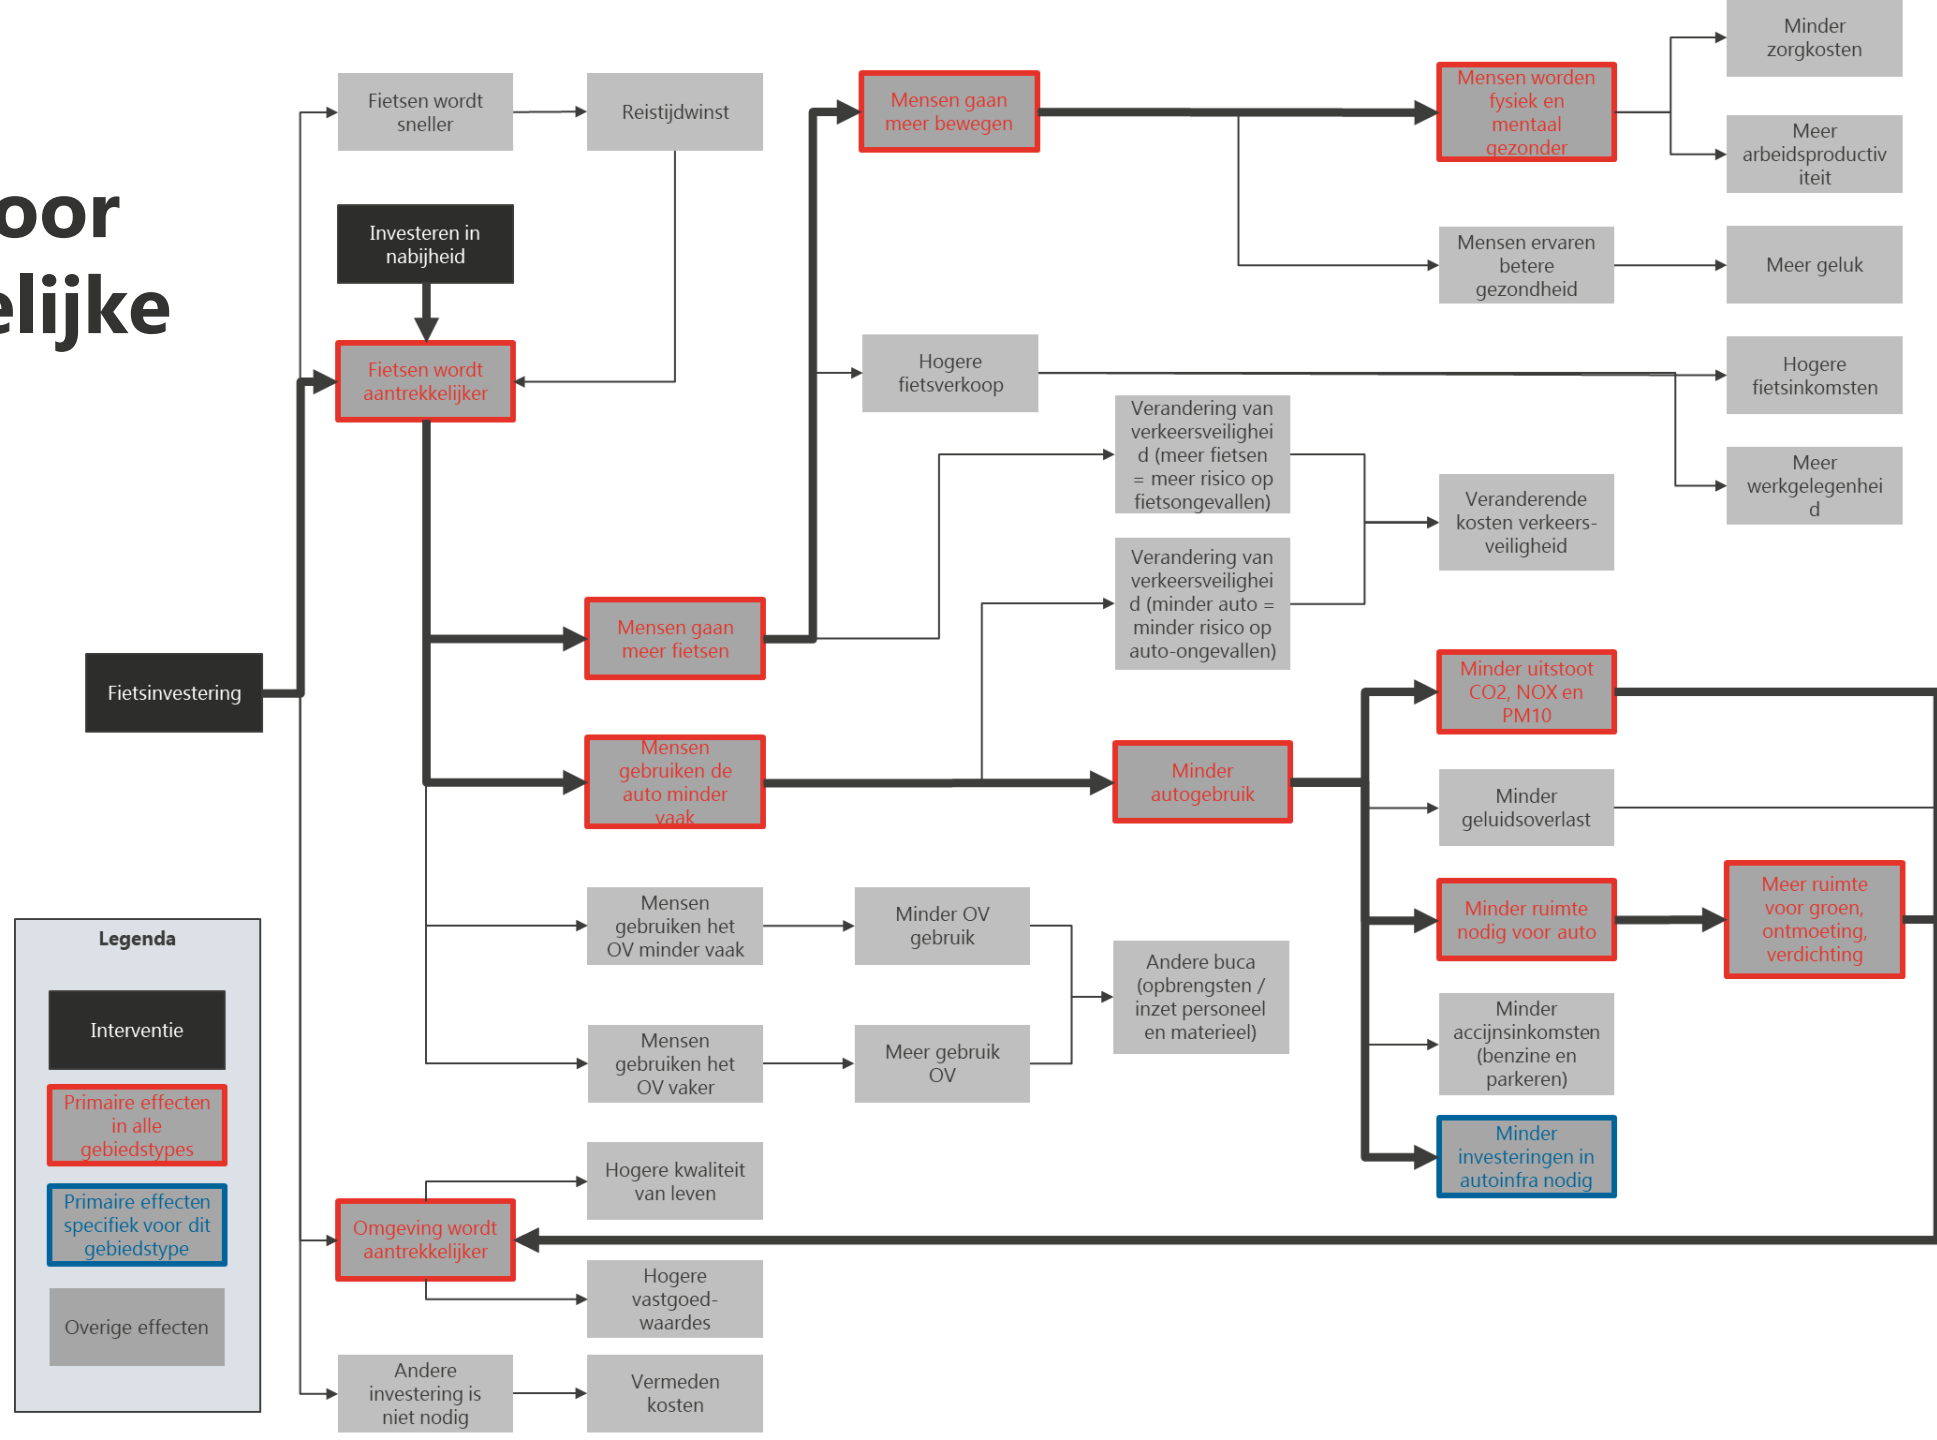 oor
elijke
Fietsen wordt
sneller
Reistijdwinst
Investeren in
nabijheid
Fietsen wordt
aantrekkelijker
Fietsinvestering
Mensen gaan
meer bewegen
Mensen worden
fysiek en
mentaal
gezonder
Minder
zorgkosten
Meer
arbeidsproductiv
iteit
Mensen ervaren
betere
gezondheid
Meer geluk
Hogere
fietsverkoop
Hogere
fietsinkomsten
Meer
werkgelegenhei
d
Verandering van
verkeersveilighei
d (meer fietsen
= meer risico op
fietsongevallen)
Verandering van
verkeersveilighei
d (minder auto =
minder risico op
auto-ongevallen)
Veranderende
kosten verkeers-
veiligheid
Mensen gaan
meer fietsen
Mensen
gebruiken de
auto minder
vaak
Minder
autogebruik
Minder uitstoot
CO2, NOX en
PM10
Minder
geluidsoverlast
Minder ruimte
nodig voor auto
Meer ruimte
voor groen,
ontmoeting,
verdichting
Minder
accijnsinkomsten
(benzine en
parkeren)
Minder
investeringen in
autoinfra nodig
Mensen
gebruiken het
OV minder vaak
Minder OV
gebruik
Mensen
gebruiken het
OV vaker
Meer gebruik
OV
Andere buca
(opbrengsten /
inzet personeel
en materieel)
Hogere kwaliteit
van leven
Omgeving wordt
aantrekkelijker
Hogere
vastgoed-
waardes
Andere
investering is
niet nodig
Vermeden
kosten
Legenda
Interventie
Primaire effecten
in alle
gebiedstypes
Primaire effecten
specifiek voor dit
gebiedstype
Overige effecten